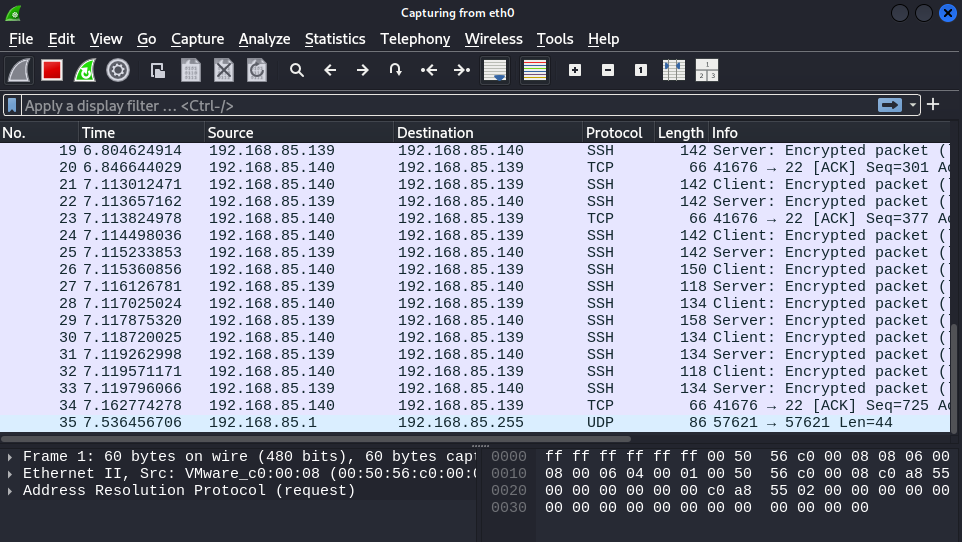 Capturing from eth0
File Edit View Go Capture Analyze Statistics Telephony Wireless Tools Help
Apply a display filter … <Ctrl-/>
No. Time Source Destination Protocol Length Info
19 6.804624914 192.168.85.139 192.168.85.140 SSH 142 Server: Encrypted packet (
20 6.846644029 192.168.85.140 192.168.85.139 TCP 66 41676 → 22 [ACK] Seq=301 A
21 7.113012471 192.168.85.140 192.168.85.139 SSH 142 Client: Encrypted packet (
22 7.113657162 192.168.85.139 192.168.85.140 SSH 142 Server: Encrypted packet (
23 7.113824978 192.168.85.140 192.168.85.139 TCP 66 41676 → 22 [ACK] Seq=377 A
24 7.114498036 192.168.85.140 192.168.85.139 SSH 142 Client: Encrypted packet (
25 7.115233853 192.168.85.139 192.168.85.140 SSH 142 Server: Encrypted packet (
26 7.115360856 192.168.85.140 192.168.85.139 SSH 150 Client: Encrypted packet (
27 7.116126781 192.168.85.139 192.168.85.140 SSH 118 Server: Encrypted packet (
28 7.117025024 192.168.85.140 192.168.85.139 SSH 134 Client: Encrypted packet (
29 7.117875320 192.168.85.139 192.168.85.140 SSH 158 Server: Encrypted packet (
30 7.118720025 192.168.85.140 192.168.85.139 SSH 134 Client: Encrypted packet (
31 7.119262998 192.168.85.139 192.168.85.140 SSH 134 Server: Encrypted packet (
32 7.119571171 192.168.85.140 192.168.85.139 SSH 118 Client: Encrypted packet (
33 7.119796066 192.168.85.139 192.168.85.140 SSH 134 Server: Encrypted packet (
34 7.162774278 192.168.85.140 192.168.85.139 TCP 66 41676 → 22 [ACK] Seq=725 A
35 7.536456706 192.168.85.1 192.168.85.255 UDP 86 57621 → 57621 Len=44
Frame 1: 60 bytes on wire (480 bits), 60 bytes capt
Ethernet II, Src: VMware_c0:00:08 (00:50:56:c0:00:0
Address Resolution Protocol (request)
0000 ff ff ff ff ff ff 00 50 56 c0 00 08 08 06 00
0010 08 00 06 04 00 01 00 50 56 c0 00 08 c0 a8 55
0020 00 00 00 00 00 00 c0 a8 55 02 00 00 00 00 00
0030 00 00 00 00 00 00 00 00 00 00 00 00